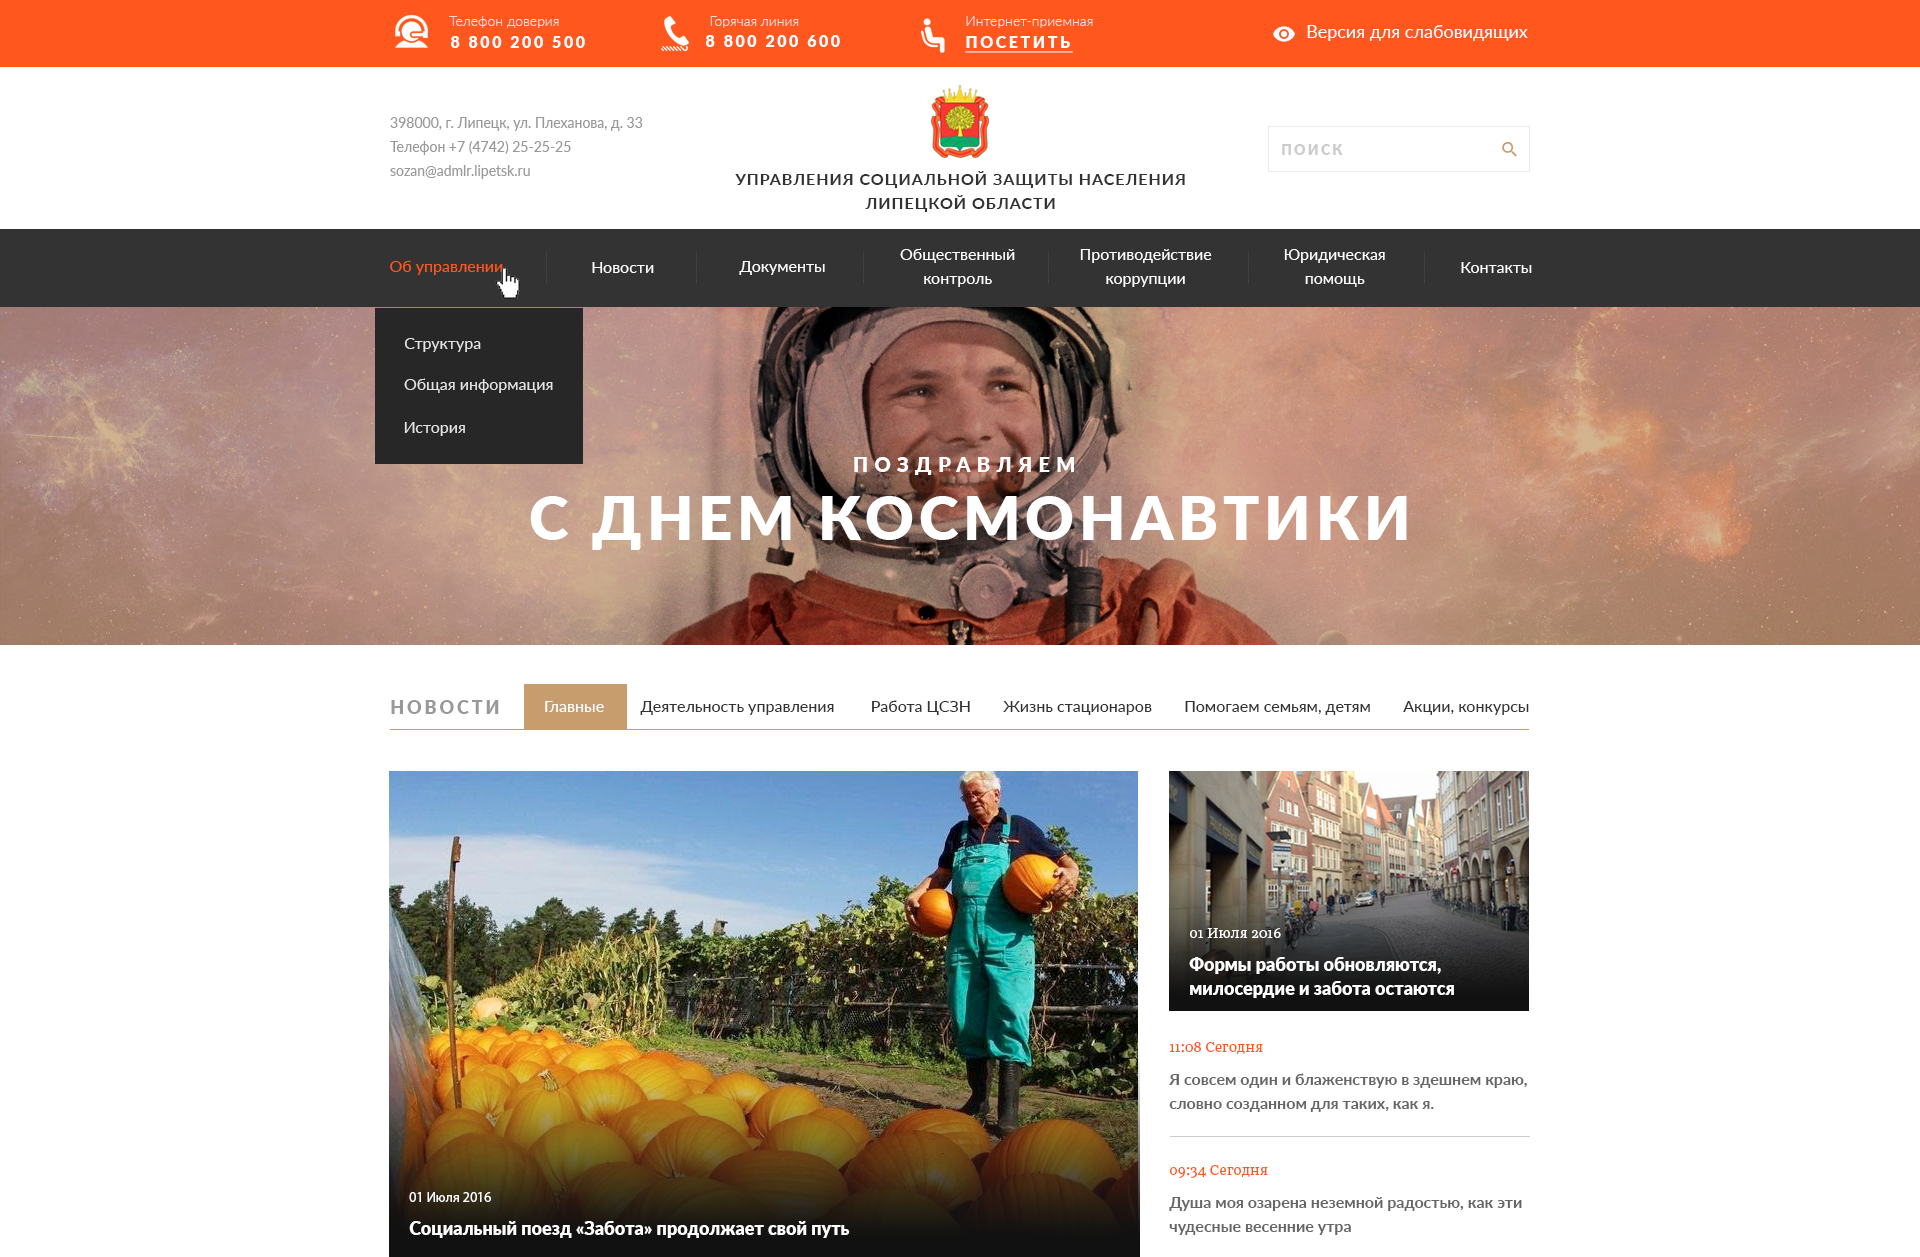 Телефон доверия
8 800 200 500
Горячая линия
8 800 200 600
Интернет-приемная
ПОСЕТИТЬ
Версия для слабовидящих
398000, г. Липецк, ул. Плеханова, д. 33
Телефон +7 (4742) 25-25-25
sozan@admlr.lipetsk.ru
УПРАВЛЕНИЯ СОЦИАЛЬНОЙ ЗАЩИТЫ НАСЕЛЕНИЯ
ЛИПЕЦКОЙ ОБЛАСТИ
ПОИСК
Об управлении
Новости
Документы
Общественный
контроль
Противодействие
коррупции
Юридическая
помощь
Контакты
Структура
Общая информация
История
ПОЗДРАВЛЯЕМ
С ДНЕМ КОСМОНАВТИКИ
НОВОСТИ
Главные
Деятельность управления
Работа ЦСЗН
Жизнь стационаров
Помогаем семьям, детям
Акции, конкурсы
01 Июля 2016
Социальный поезд «Забота» продолжает свой путь
01 Июля 2016
Формы работы обновляются,
милосердие и забота остаются
11:08 Сегодня
Я совсем один и блаженствую в здешнем краю,
словно созданном для таких, как я.
09:34 Сегодня
Душа моя озарена неземной радостью, как эти
чудесные весенние утра